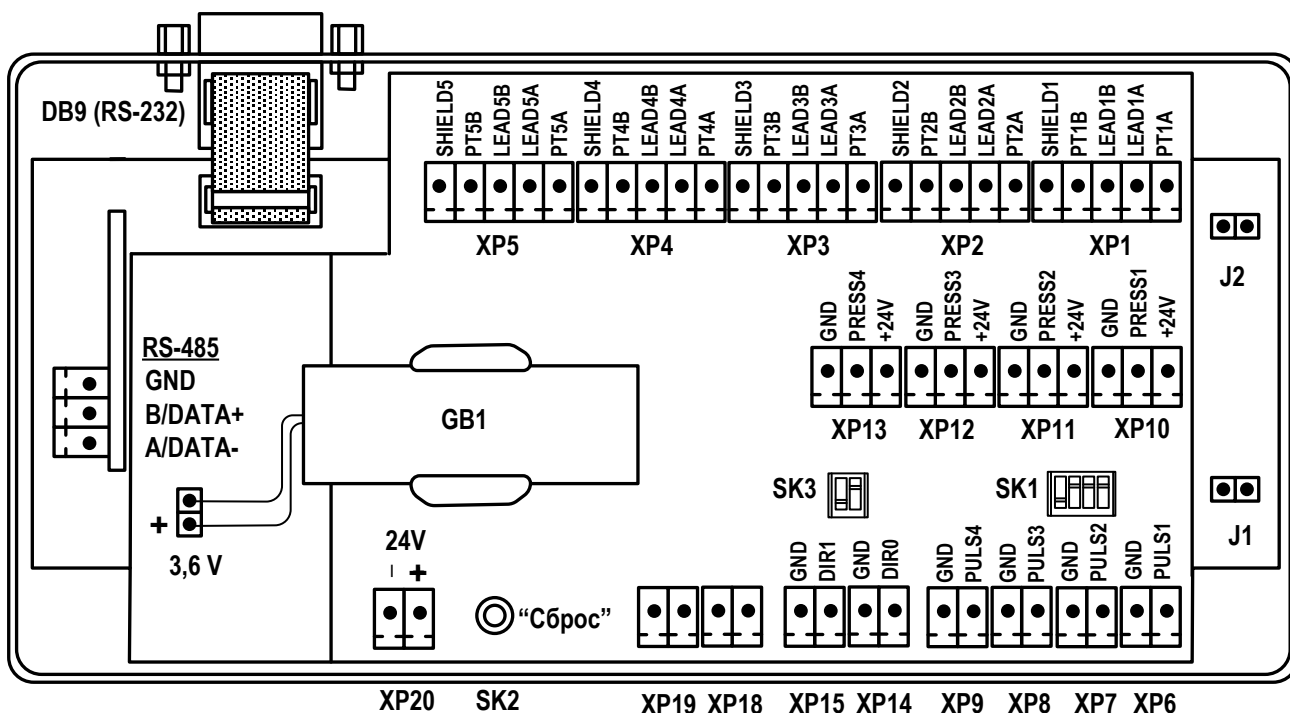 DB9 (RS-232)
SHIELD5 PT5B LEAD5B LEAD5A PT5A SHIELD4 PT4B LEAD4B LEAD4A PT4A SHIELD3 PT3B LEAD3B LEAD3A PT3A SHIELD2 PT2B LEAD2B LEAD2A PT2A SHIELD1 PT1B LEAD1B LEAD1A PT1A
XP5 XP4 XP3 XP2 XP1
J2
GND PRESS4 +24V GND PRESS3 +24V GND PRESS2 +24V GND PRESS1 +24V
XP13 XP12 XP11 XP10
RS-485
GND
B/DATA+
A/DATA-
GB1
+
3,6 V
SK3 SK1
J1
24V
– +
GND DIR1 GND DIR0 GND PULS4 GND PULS3 GND PULS2 GND PULS1
“Сброс”
XP20 SK2 XP19 XP18 XP15 XP14 XP9 XP8 XP7 XP6